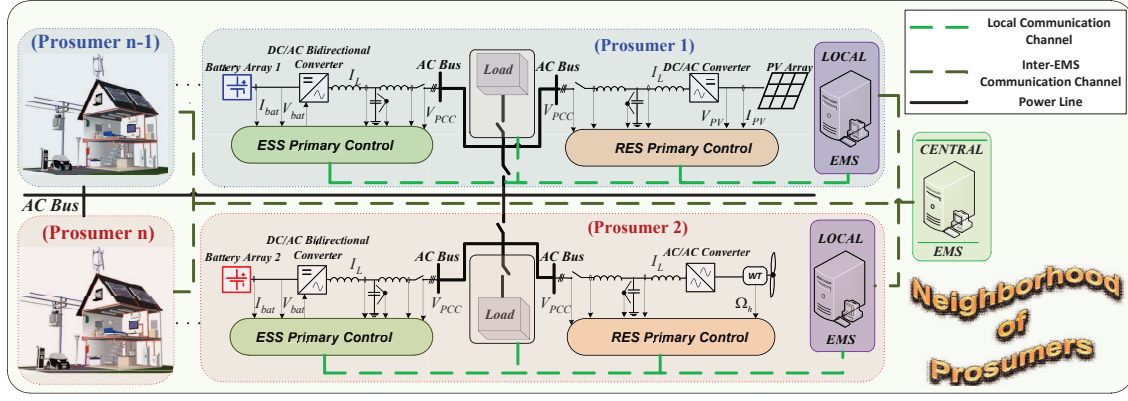 (Prosumer n-1)
(Prosumer 1)
DC/AC Bidirectional
Converter
Battery Array 1
I_L
AC Bus
Load
AC Bus
I_L
DC/AC Converter
PV Array
LOCAL
EMS
I_bat
V_bat
V_PCC
V_PCC
V_PV
I_PV
ESS Primary Control
RES Primary Control
Local Communication
Channel
Inter-EMS
Communication Channel
Power Line
CENTRAL
EMS
AC Bus
(Prosumer n)
(Prosumer 2)
DC/AC Bidirectional
Converter
Battery Array 2
I_L
AC Bus
Load
AC Bus
I_L
AC/AC Converter
WT
LOCAL
EMS
I_bat
V_bat
V_PCC
V_PCC
Ω_h
ESS Primary Control
RES Primary Control
Neighborhood
of
Prosumers